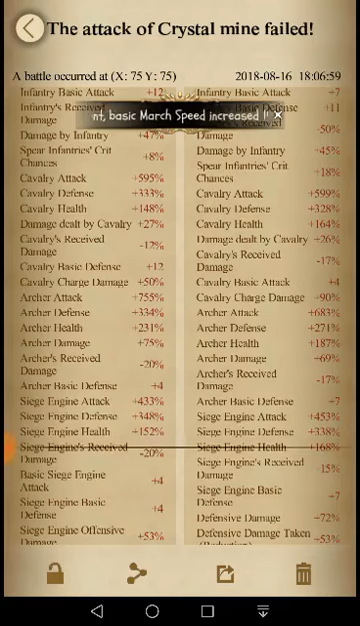 The attack of Crystal mine failed!
A battle occurred at (X: 75 Y: 75) 2018-08-16 18:06:59
Infantry Basic Attack +12
Infantry's Received Damage
Damage by Infantry +47%
Spear Infantries' Crit Chances +8%
Cavalry Attack +595%
Cavalry Defense +333%
Cavalry Health +148%
Damage dealt by Cavalry +27%
Cavalry's Received Damage -12%
Cavalry Basic Defense +12
Cavalry Charge Damage +50%
Archer Attack +755%
Archer Defense +334%
Archer Health +231%
Archer Damage +75%
Archer's Received Damage -20%
Archer Basic Defense +4
Siege Engine Attack +433%
Siege Engine Defense +348%
Siege Engine Health +152%
Siege Engine's Received Damage -20%
Basic Siege Engine Attack +4
Siege Engine Basic Defense +4
Siege Engine Offensive Damage +53%
Infantry Basic Attack +7
Defense +11
Received Damage -50%
Damage by Infantry +45%
Spear Infantries' Crit Chances +18%
Cavalry Attack +599%
Cavalry Defense +328%
Cavalry Health +164%
Damage dealt by Cavalry +26%
Cavalry's Received Damage -17%
Cavalry Basic Attack +4
Cavalry Charge Damage +90%
Archer Attack +683%
Archer Defense +271%
Archer Health +187%
Archer Damage +69%
Archer's Received Damage -17%
Archer Basic Defense +7
Siege Engine Attack +453%
Siege Engine Defense +338%
Siege Engine Health +168%
Siege Engine's Received Damage -15%
Siege Engine Basic Defense +7
Defensive Damage +72%
Defensive Damage Taken (Reduction) +53%
nt, basic March Speed increased